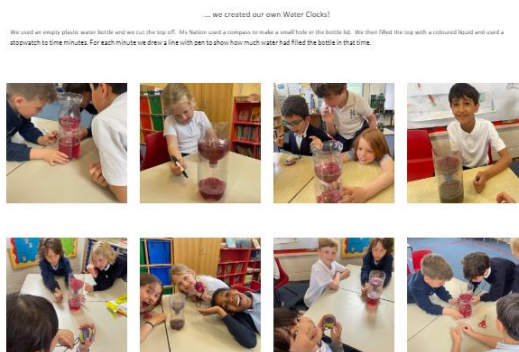 ... we created our own Water Clocks!
We used an empty plastic water bottle and we cut the top off. Ms Nation used a compass to make a small hole in the bottle lid. We then filled the top with a coloured liquid and used a
stopwatch to time minutes. For each minute we drew a line with pen to show how much water had filled the bottle in that time.